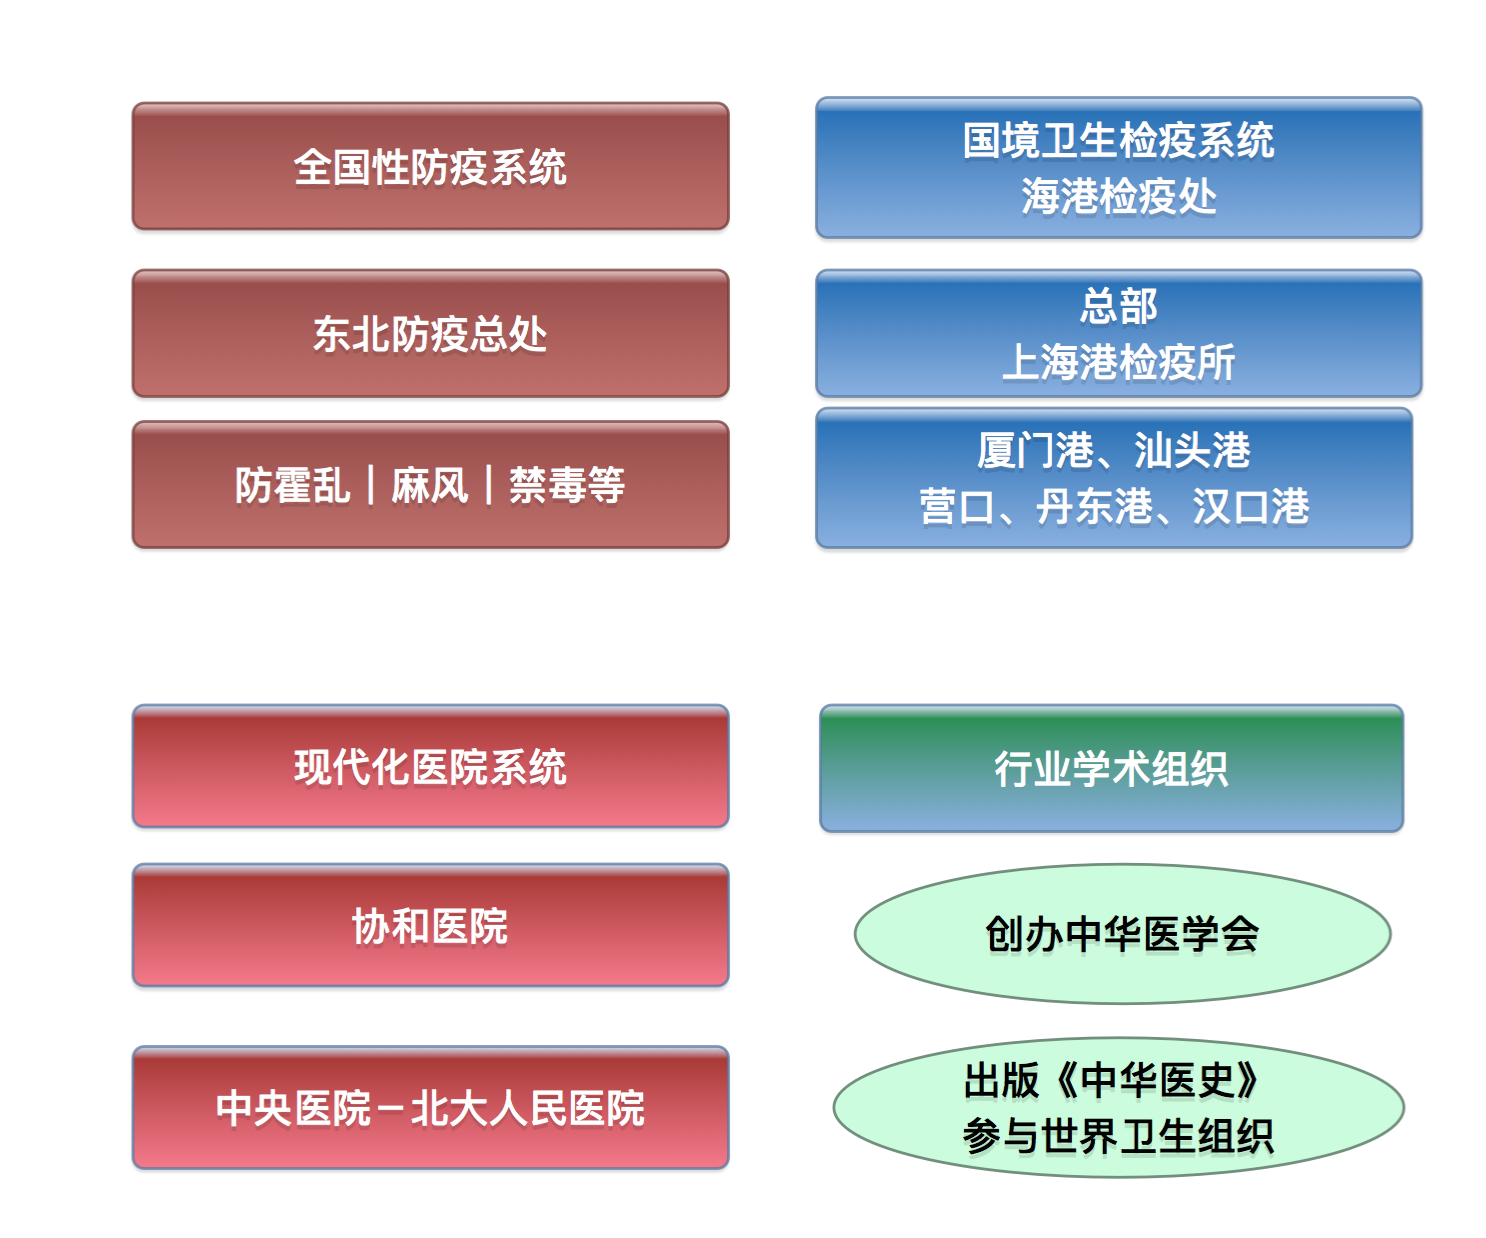 全国性防疫系统
东北防疫总处
防霍乱｜麻风｜禁毒等
国境卫生检疫系统
海港检疫处
总部
上海港检疫所
厦门港、汕头港
营口、丹东港、汉口港
现代化医院系统
协和医院
中央医院－北大人民医院
行业学术组织
创办中华医学会
出版《中华医史》
参与世界卫生组织